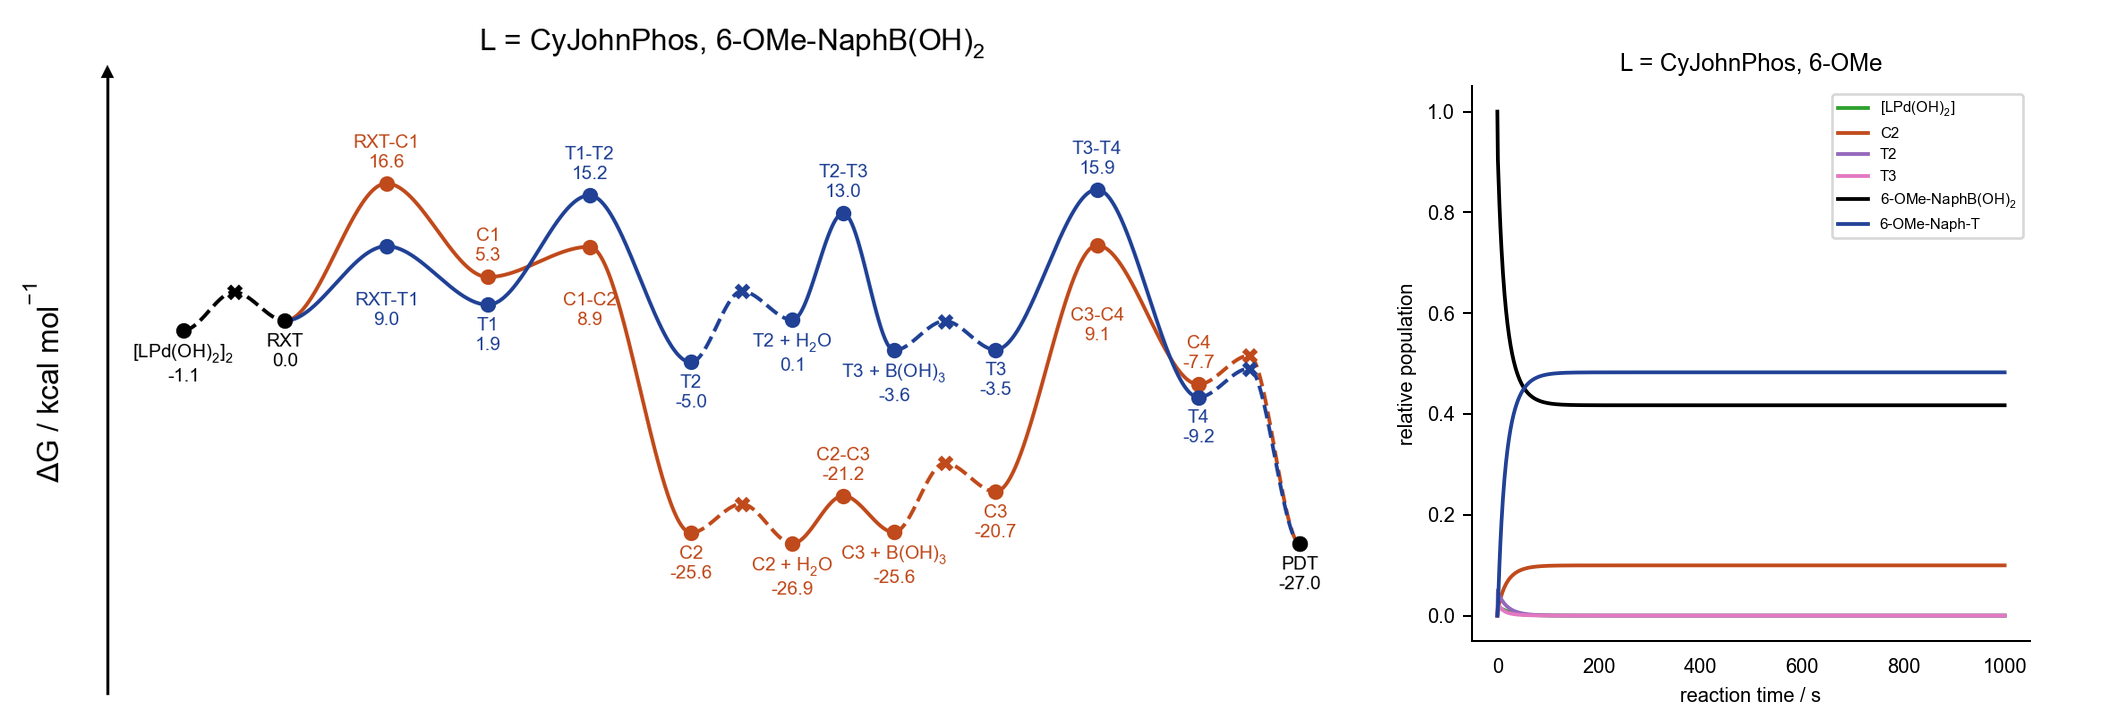 L = CyJohnPhos, 6-OMe-NaphB(OH)₂
ΔG / kcal mol⁻¹
[LPd(OH)₂]₂
-1.1
RXT
0.0
RXT-C1
16.6
RXT-T1
9.0
C1
5.3
T1
1.9
T1-T2
15.2
C1-C2
8.9
T2
-5.0
C2
-25.6
T2 + H₂O
0.1
C2 + H₂O
-26.9
T2-T3
13.0
C2-C3
-21.2
T3 + B(OH)₃
-3.6
C3 + B(OH)₃
-25.6
T3
-3.5
C3
-20.7
T3-T4
15.9
C3-C4
9.1
C4
-7.7
T4
-9.2
PDT
-27.0
L = CyJohnPhos, 6-OMe
[LPd(OH)₂]
C2
T2
T3
6-OMe-NaphB(OH)₂
6-OMe-Naph-T
relative population
1.0
0.8
0.6
0.4
0.2
0.0
0 200 400 600 800 1000
reaction time / s